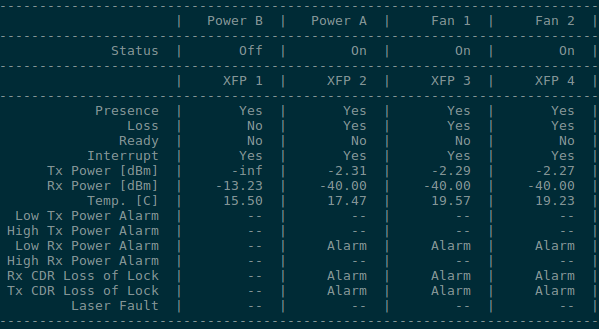 | Power B | Power A | Fan 1 | Fan 2 |
Status | Off | On | On | On |
| XFP 1 | XFP 2 | XFP 3 | XFP 4 |
Presence | Yes | Yes | Yes | Yes |
Loss | No | Yes | Yes | Yes |
Ready | No | No | No | No |
Interrupt | Yes | Yes | Yes | Yes |
Tx Power [dBm] | -inf | -2.31 | -2.29 | -2.27 |
Rx Power [dBm] | -13.23 | -40.00 | -40.00 | -40.00 |
Temp. [C] | 15.50 | 17.47 | 19.57 | 19.23 |
Low Tx Power Alarm | -- | -- | -- | -- |
High Tx Power Alarm | -- | -- | -- | -- |
Low Rx Power Alarm | -- | Alarm | Alarm | Alarm |
High Rx Power Alarm | -- | -- | -- | -- |
Rx CDR Loss of Lock | -- | Alarm | Alarm | Alarm |
Tx CDR Loss of Lock | -- | Alarm | Alarm | Alarm |
Laser Fault | -- | -- | -- | -- |